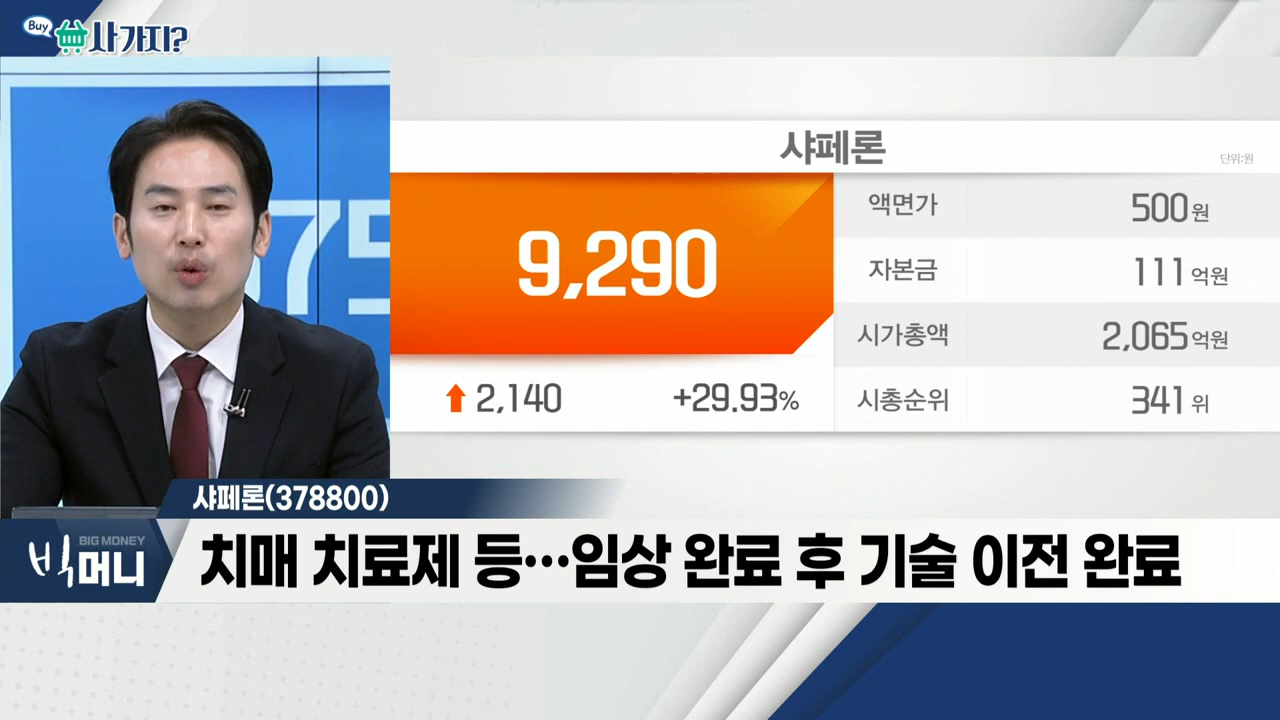 Buy
사가지?
75
샤페론
단위:원
9,290
2,140 +29.93%
액면가 500원
자본금 111억원
시가총액 2,065억원
시총순위 341위
샤페론(378800)
BIG MONEY
빅머니
치매 치료제 등…임상 완료 후 기술 이전 완료